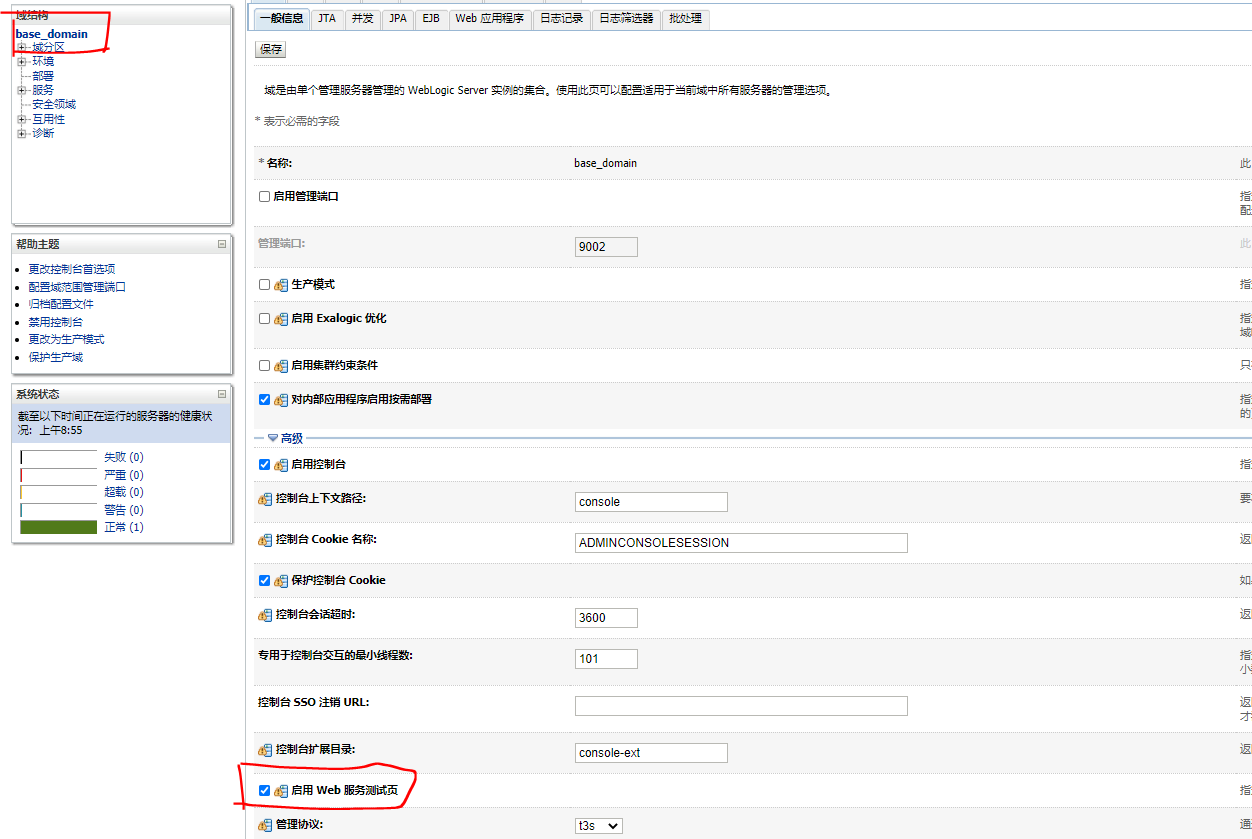 域结构
base_domain
域分区
环境
部署
服务
安全领域
互用性
诊断
帮助主题
更改控制台首选项
配置域范围管理端口
归档配置文件
禁用控制台
更改为生产模式
保护生产域
系统状态
截至以下时间正在运行的服务器的健康状
况: 上午8:55
失败 (0)
严重 (0)
超载 (0)
警告 (0)
正常 (1)
一般信息 JTA 并发 JPA EJB Web 应用程序 日志记录 日志筛选器 批处理
保存
域是由单个管理服务器管理的 WebLogic Server 实例的集合。使用此页可以配置适用于当前域中所有服务器的管理选项。
* 表示必需的字段
* 名称: base_domain 此
启用管理端口 指
配
管理端口: 9002 此
生产模式 指
启用 Exalogic 优化 指
域
启用集群约束条件 只
对内部应用程序启用按需部署 指
的
高级
启用控制台 指
控制台上下文路径: console 要
控制台 Cookie 名称: ADMINCONSOLESESSION 返
保护控制台 Cookie 如
控制台会话超时: 3600 返
专用于控制台交互的最小线程数: 101 指
小
控制台 SSO 注销 URL: 返
才
控制台扩展目录: console-ext 返
启用 Web 服务测试页 指
管理协议: t3s 通